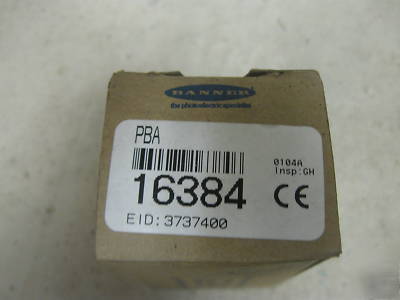 BANNER
the photoelectric specialist
PBA
0104A
Insp:GH
16384 CE
EID:3737400